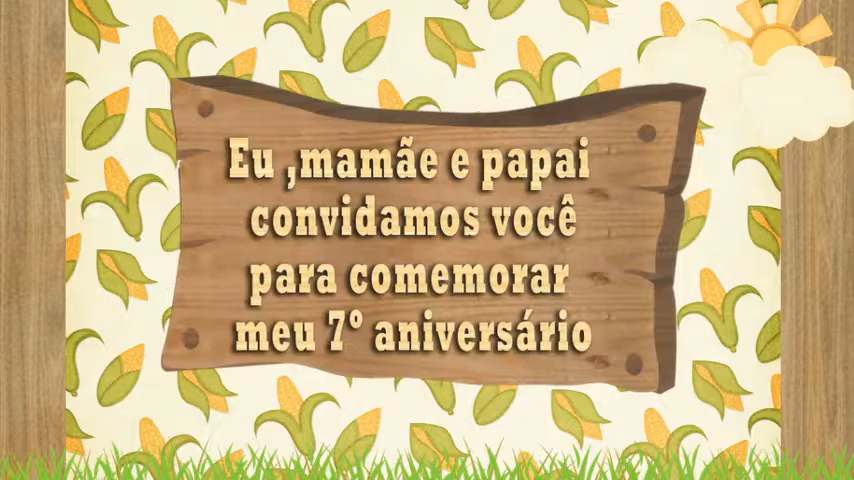 Eu ,mamãe e papai
convidamos você
para comemorar
meu 7º aniversário